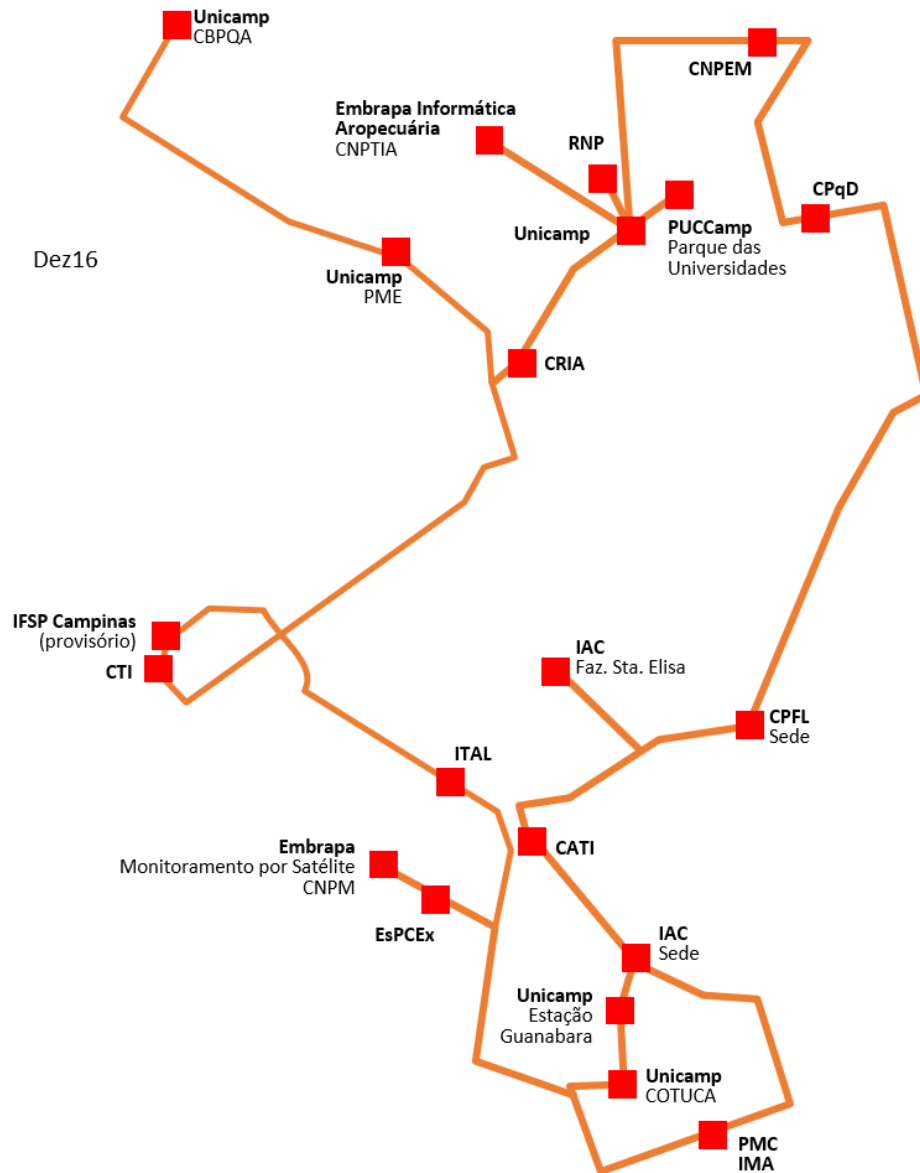 Unicamp
CBPQA
CNPEM
Embrapa Informática
Aropecuária
CNPTIA
RNP
CPqD
Unicamp
PUCCamp
Parque das
Universidades
Dez16
Unicamp
PME
CRIA
IFSP Campinas
(provisório)
CTI
IAC
Faz. Sta. Elisa
CPFL
Sede
ITAL
CATI
Embrapa
Monitoramento por Satélite
CNPM
EsPCEx
IAC
Sede
Unicamp
Estação
Guanabara
Unicamp
COTUCA
PMC
IMA